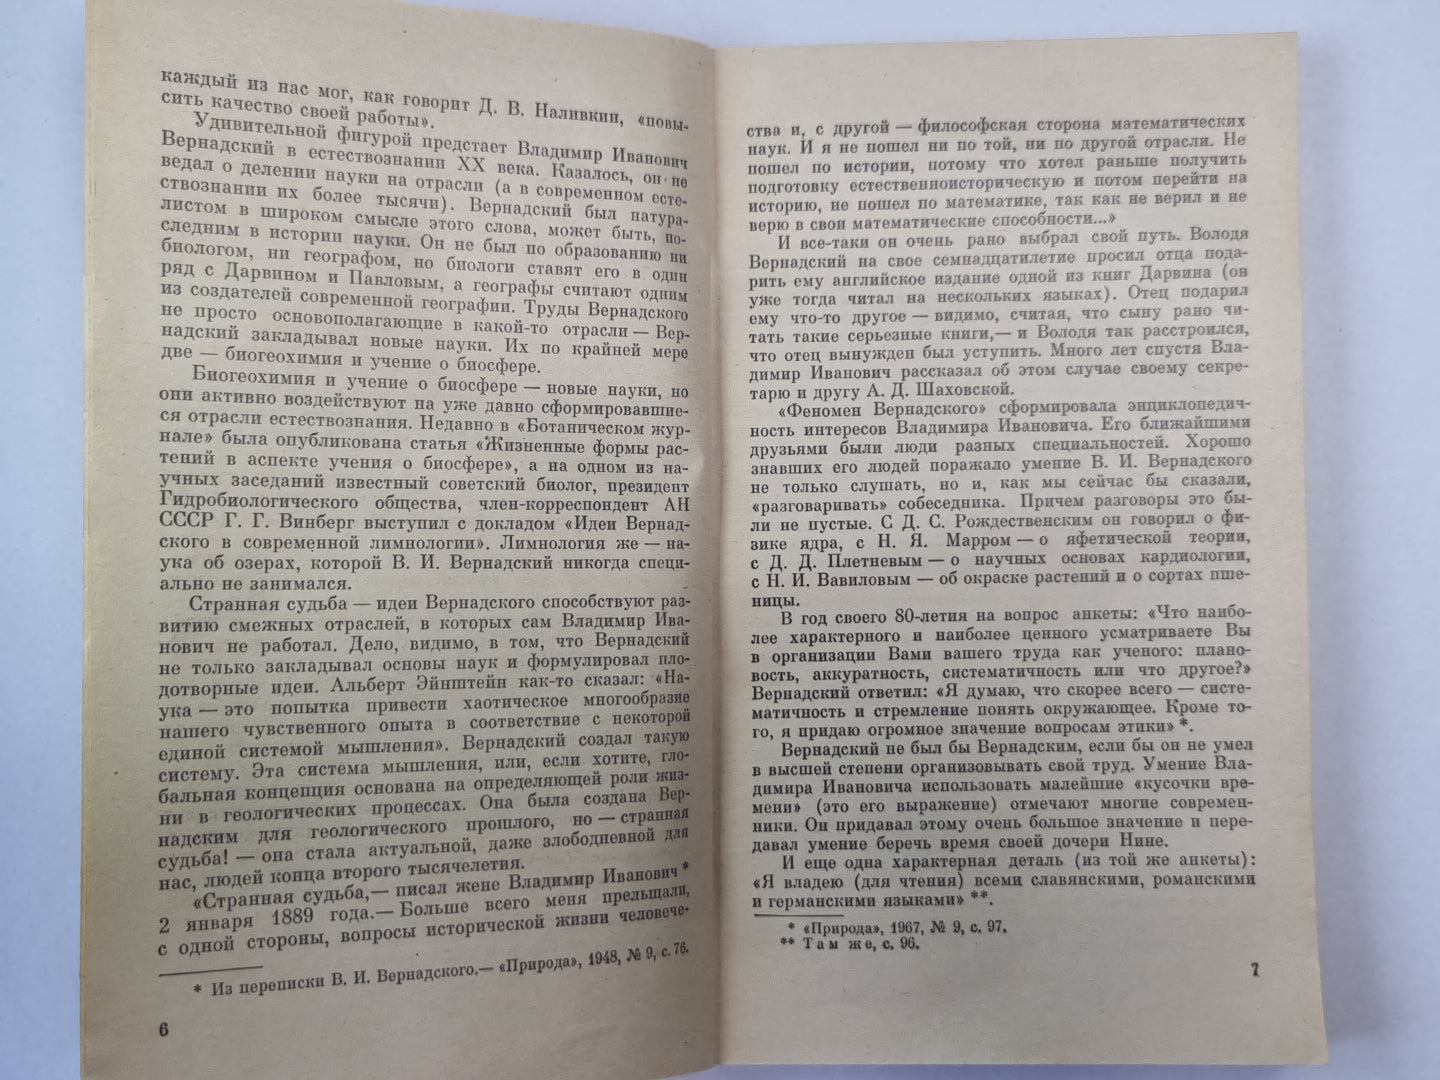 каждый из нас мог, как говорит Д. В. Наливкин, «повы-
сить качество своей работы».
Удивительной фигурой предстает Владимир Иванович
Вернадский в естествознании XX века. Казалось, он не
ведал о делении науки на отрасли (а в современном есте-
ствознании их более тысячи). Вернадский был натура-
листом в широком смысле этого слова, может быть, по-
следним в истории науки. Он не был по образованию ни
биологом, ни географом, но биологи ставят его в один
ряд с Дарвином и Павловым, а географы считают одним
из создателей современной географии. Труды Вернадского
не просто основополагающие в какой-то отрасли — Вер-
надский закладывал новые науки. Их по крайней мере
две — биогеохимия и учение о биосфере.
Биогеохимия и учение о биосфере — новые науки, но
они активно воздействуют на уже давно сформировавшие-
ся отрасли естествознания. Недавно в «Ботаническом жур-
нале» была опубликована статья «Жизненные формы рас-
тений в аспекте учения о биосфере», а на одном из на-
учных заседаний известный советский биолог, президент
Гидробиологического общества, член-корреспондент АН
СССР Г. Г. Винберг выступил с докладом «Идеи Вернад-
ского в современной лимнологии». Лимнология же — на-
ука об озерах, которой В. И. Вернадский никогда специ-
ально не занимался.
Странная судьба — идеи Вернадского способствуют раз-
витию смежных отраслей, в которых сам Владимир Ива-
нович не работал. Дело, видимо, в том, что Вернадский
не только закладывал основы наук и формулировал пло-
дотворные идеи. Альберт Эйнштейн как-то сказал: «На-
ука — это попытка привести хаотическое многообразие
нашего чувственного опыта в соответствие с некоторой
единой системой мышления». Вернадский создал такую
систему. Эта система мышления, или, если хотите, гло-
бальная концепция основана на определяющей роли жиз-
ни в геологических процессах. Она была создана Вер-
надским для геологического прошлого, но — странная
судьба! — она стала актуальной, даже злободневной для
нас, людей конца второго тысячелетия.
«Странная судьба,— писал жене Владимир Иванович *
2 января 1889 года.— Больше всего меня прельщали,
с одной стороны, вопросы исторической жизни человече-
* Из переписки В. И. Вернадского.— «Природа», 1948, № 9, с. 76.
6
ства и, с другой — философская сторона математических
наук. И я не пошел ни по той, ни по другой отрасли. Не
пошел по истории, потому что хотел раньше получить
подготовку естественноисторическую и потом перейти на
историю, не пошел по математике, так как не верил и не
верю в свои математические способности...»
И все-таки он очень рано выбрал свой путь. Володя
Вернадский на свое семнадцатилетие просил отца пода-
рить ему английское издание одной из книг Дарвина (он
уже тогда читал на нескольких языках). Отец подарил
ему что-то другое — видимо, считая, что сыну рано чи-
тать такие серьезные книги,— и Володя так расстроился,
что отец вынужден был уступить. Много лет спустя Вла-
димир Иванович рассказал об этом случае своему секре-
тарю и другу А. Д. Шаховской.
«Феномен Вернадского» сформировала энциклопедич-
ность интересов Владимира Ивановича. Его ближайшими
друзьями были люди разных специальностей. Хорошо
знавших его людей поражало умение В. И. Вернадского
не только слушать, но и, как мы сейчас бы сказали,
«разговаривать» собеседника. Причем разговоры это бы-
ли не пустые. С Д. С. Рождественским он говорил о фи-
зике ядра, с Н. Я. Марром — о яфетической теории,
с Д. Д. Плетневым — о научных основах кардиологии,
с Н. И. Вавиловым — об окраске растений и о сортах пше-
ницы.
В год своего 80-летия на вопрос анкеты: «Что наибо-
лее характерного и наиболее ценного усматриваете Вы
в организации Вами вашего труда как ученого: плано-
вость, аккуратность, систематичность или что другое?»
Вернадский ответил: «Я думаю, что скорее всего — систе-
матичность и стремление понять окружающее. Кроме то-
го, я придаю огромное значение вопросам этики» *.
Вернадский не был бы Вернадским, если бы он не умел
в высшей степени организовывать свой труд. Умение Вла-
димира Ивановича использовать малейшие «кусочки вре-
мени» (это его выражение) отмечают многие современ-
ники. Он придавал этому очень большое значение и пере-
давал умение беречь время своей дочери Нине.
И еще одна характерная деталь (из той же анкеты):
«Я владею (для чтения) всеми славянскими, романскими
и германскими языками» **.
* «Природа», 1967, № 9, с. 97.
** Там же, с. 96.
7